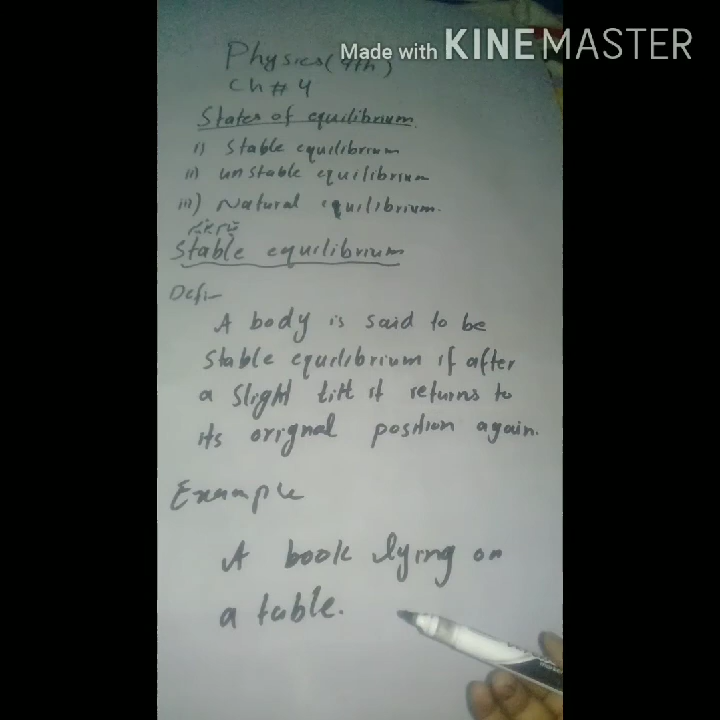 Made with KINEMASTER
Physics (9th)
Ch # 4
States of equilibrium
i) Stable equilibrium
ii) unstable equilibrium
iii) Natural equilibrium.
Stable equilibrium
Def:-
A body is said to be
stable equilibrium if after
a slight tilt it returns to
its orignal position again.
Example
A book lying on
a table.